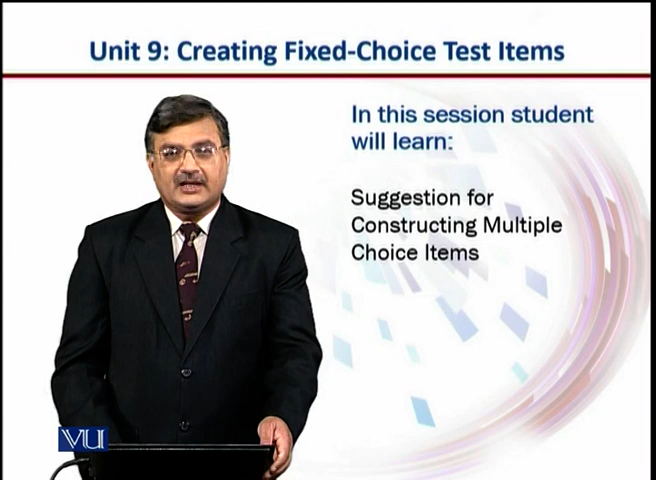 Unit 9: Creating Fixed-Choice Test Items
In this session student
will learn:
Suggestion for
Constructing Multiple
Choice Items
VU